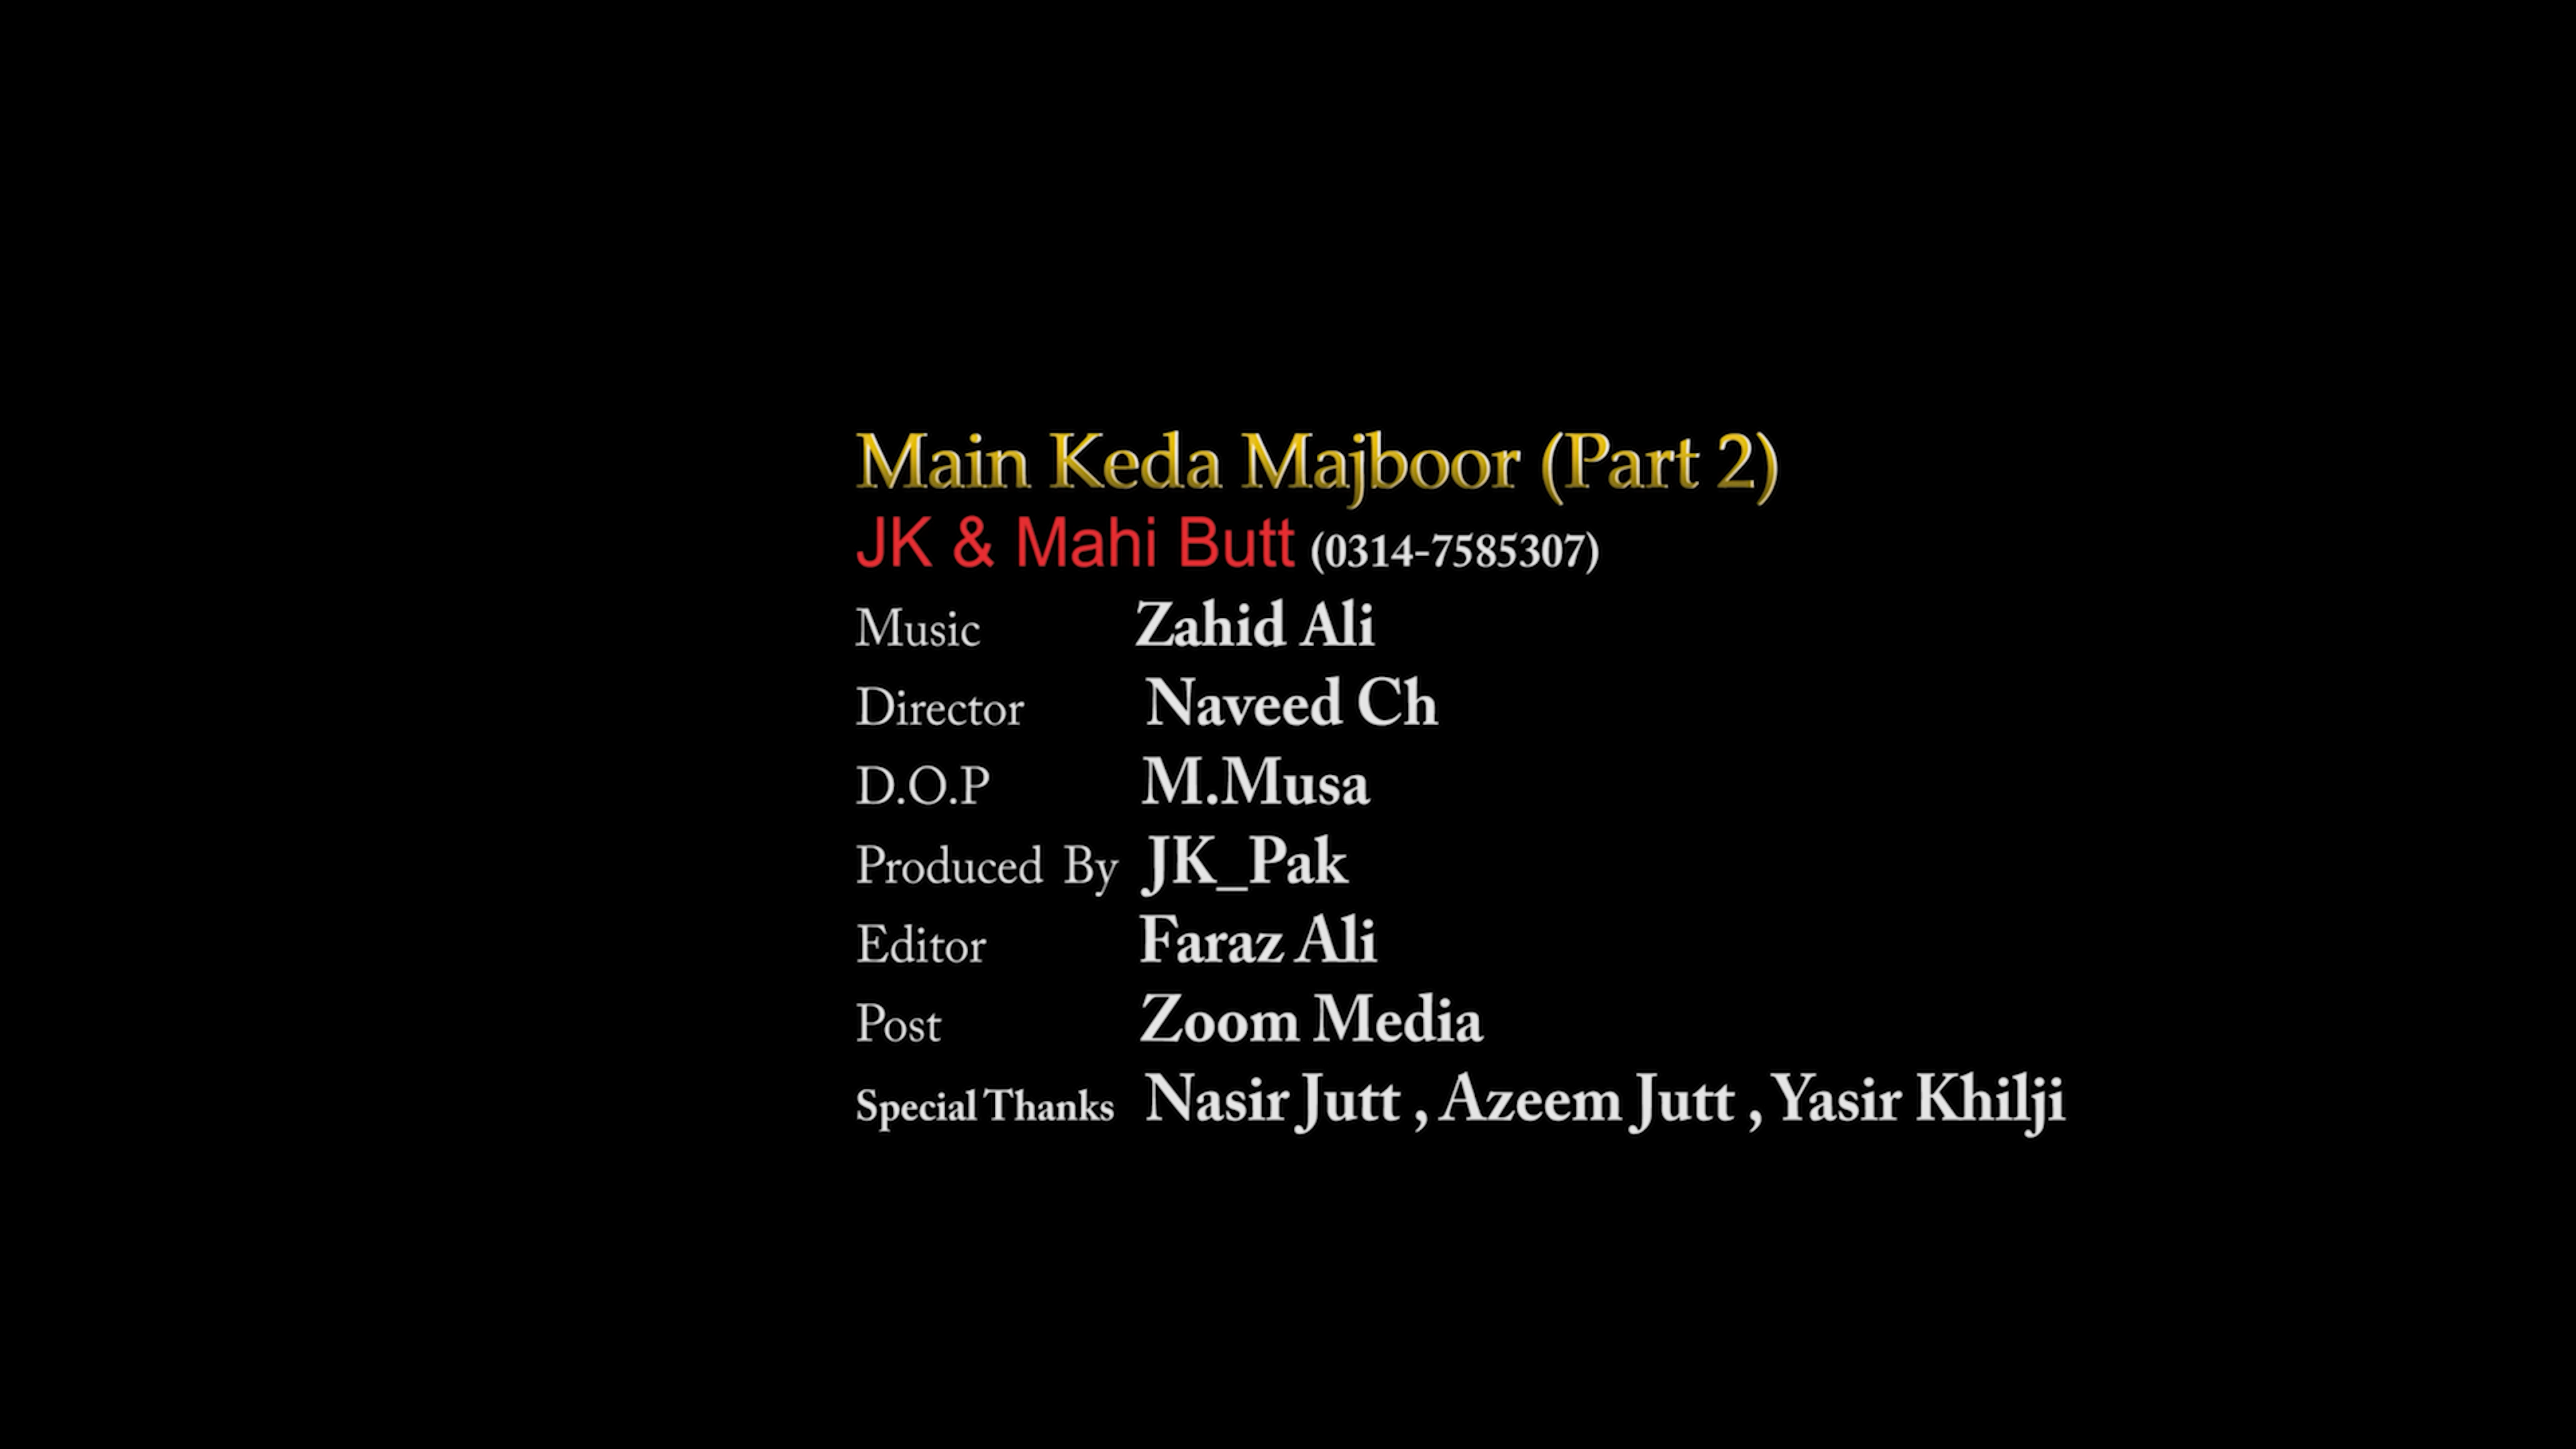 Main Keda Majboor (Part 2)
JK & Mahi Butt (0314-7585307)
Music Zahid Ali
Director Naveed Ch
D.O.P M.Musa
Produced By JK_Pak
Editor Faraz Ali
Post Zoom Media
Special Thanks Nasir Jutt , Azeem Jutt , Yasir Khilji